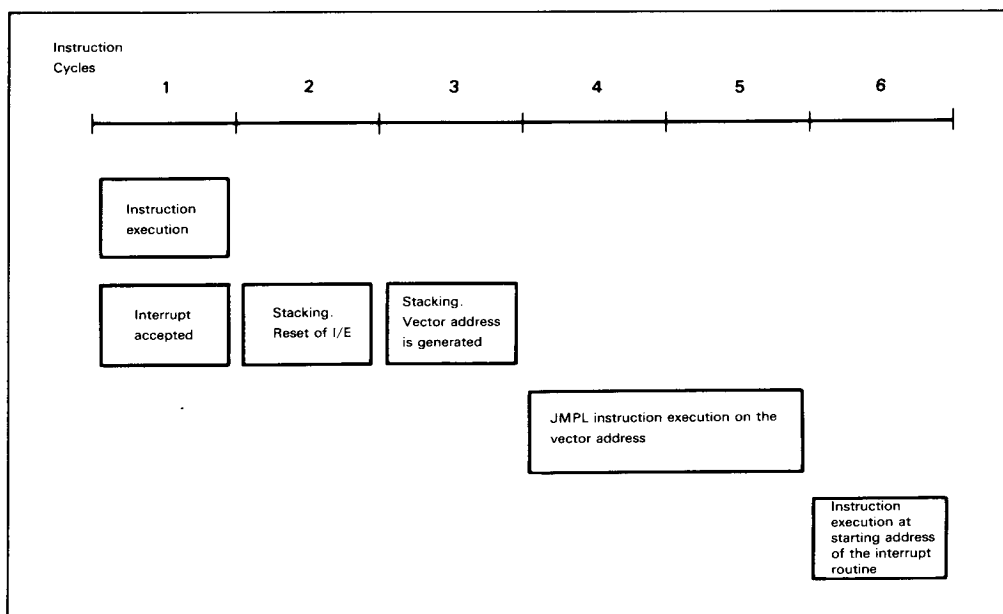 Instruction
Cycles
1 2 3 4 5 6
Instruction
execution
Interrupt
accepted
Stacking.
Reset of I/E
Stacking.
Vector address
is generated
JMPL instruction execution on the
vector address
Instruction
execution at
starting address
of the interrupt
routine